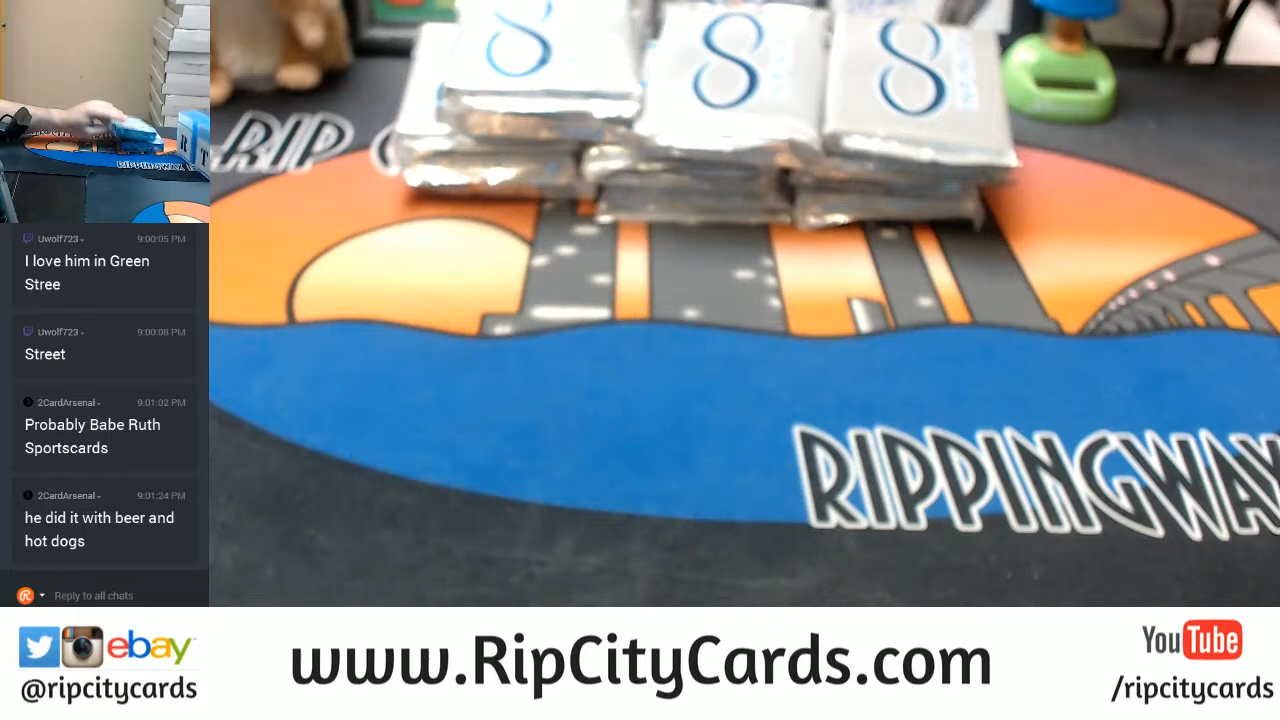 8
8
8
RIP C
RIPPINGWAY
R
T
RIPPINGWA
Uwolf723
9:00:05 PM
I love him in Green
Stree
Uwolf723
9:00:08 PM
Street
2CardArsenal
9:01:02 PM
Probably Babe Ruth
Sportscards
2CardArsenal
9:01:24 PM
he did it with beer and
hot dogs
Reply to all chats
ebay
@ripcitycards
www.RipCityCards.com
YouTube
/ripcitycards